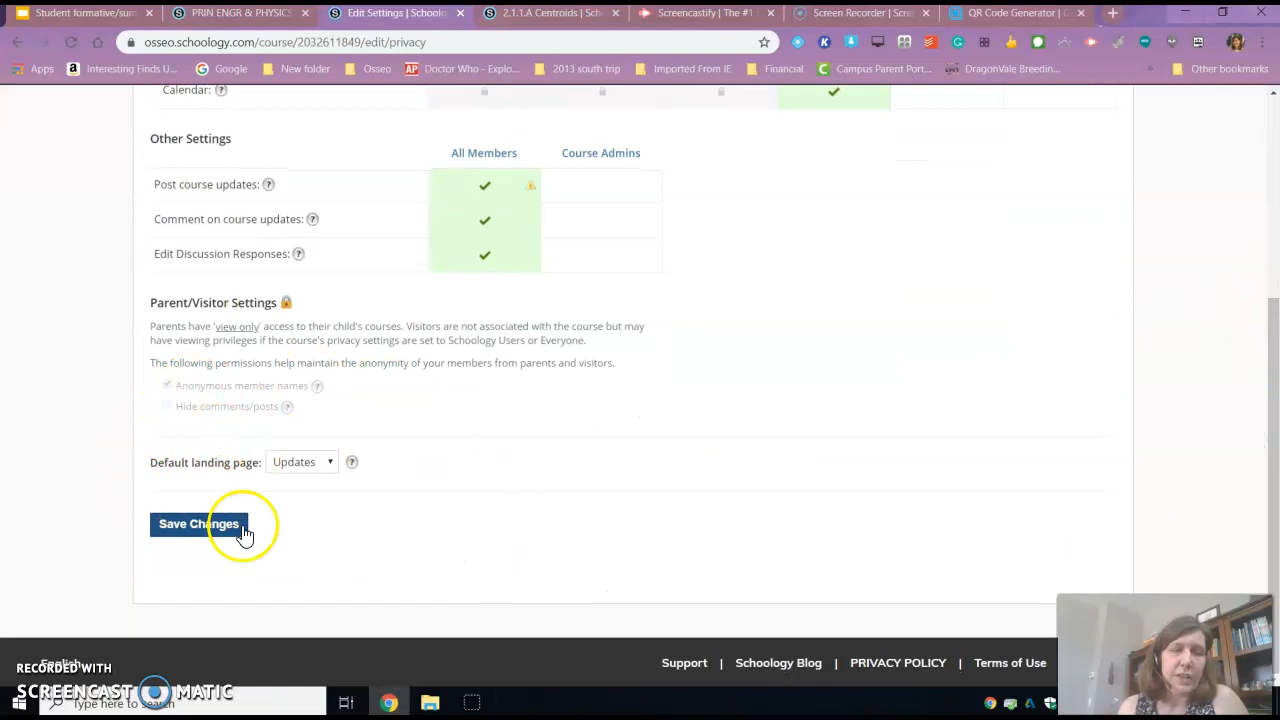 Student formative/sum
PRIN ENGR & PHYSICS
Edit Settings | Schoolo
2.1.1.A Centroids | Sc
Screencastify | The #1
Screen Recorder | Scre
QR Code Generator |
osseo.schoology.com/course/2032611849/edit/privacy
Apps
Interesting Finds U...
Google
New folder
Osseo
Doctor Who - Explo...
2013 south trip
Imported From IE
Financial
Campus Parent Port...
DragonVale Breedin...
Other bookmarks
Calendar:
Other Settings
All Members
Course Admins
Post course updates:
Comment on course updates:
Edit Discussion Responses:
Parent/Visitor Settings
Parents have 'view only' access to their child's courses. Visitors are not associated with the course but may
have viewing privileges if the course's privacy settings are set to Schoology Users or Everyone.
The following permissions help maintain the anonymity of your members from parents and visitors.
Anonymous member names
Hide comments/posts
Default landing page: Updates
Save Changes
English
Support | Schoology Blog | PRIVACY POLICY | Terms of Use
RECORDED WITH
SCREENCAST MATIC
Type here to search